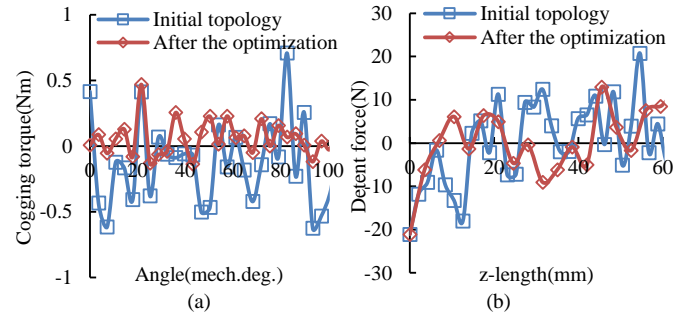 Initial topology
After the optimization
Cogging torque(Nm)
1
0.5
0
-0.5
-1
0
20
40
60
80
100
Angle(mech.deg.)
(a)
Initial topology
After the optimization
Detent force(N)
30
20
10
0
-10
-20
-30
0
20
40
60
z-length(mm)
(b)